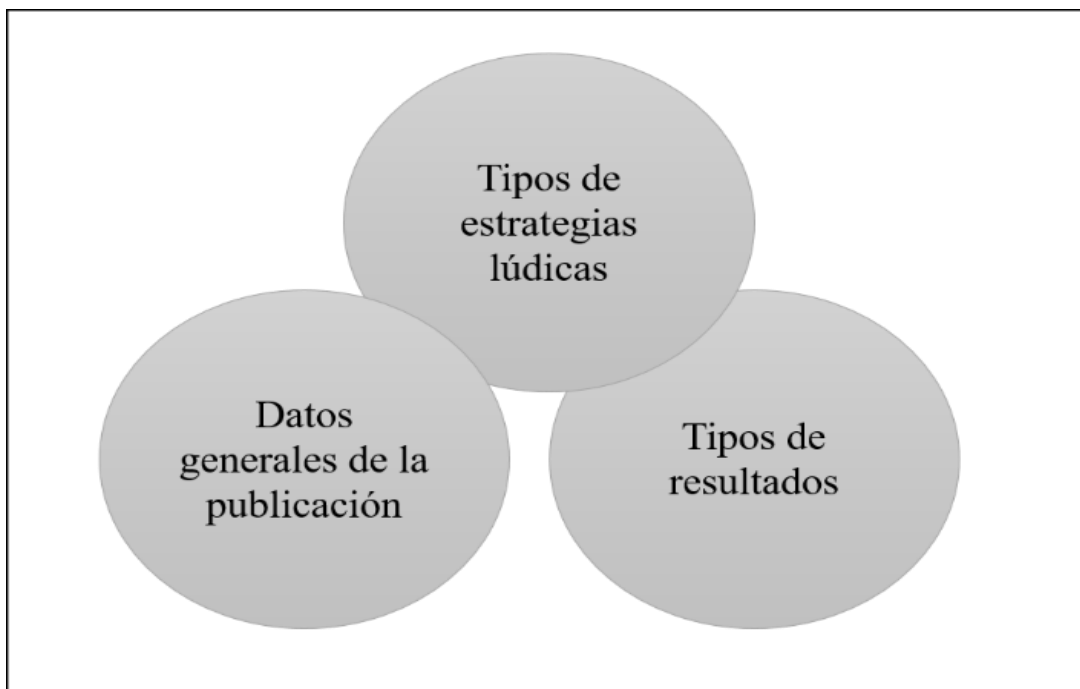 Tipos de
estrategias
lúdicas
Datos
generales de la
publicación
Tipos de
resultados